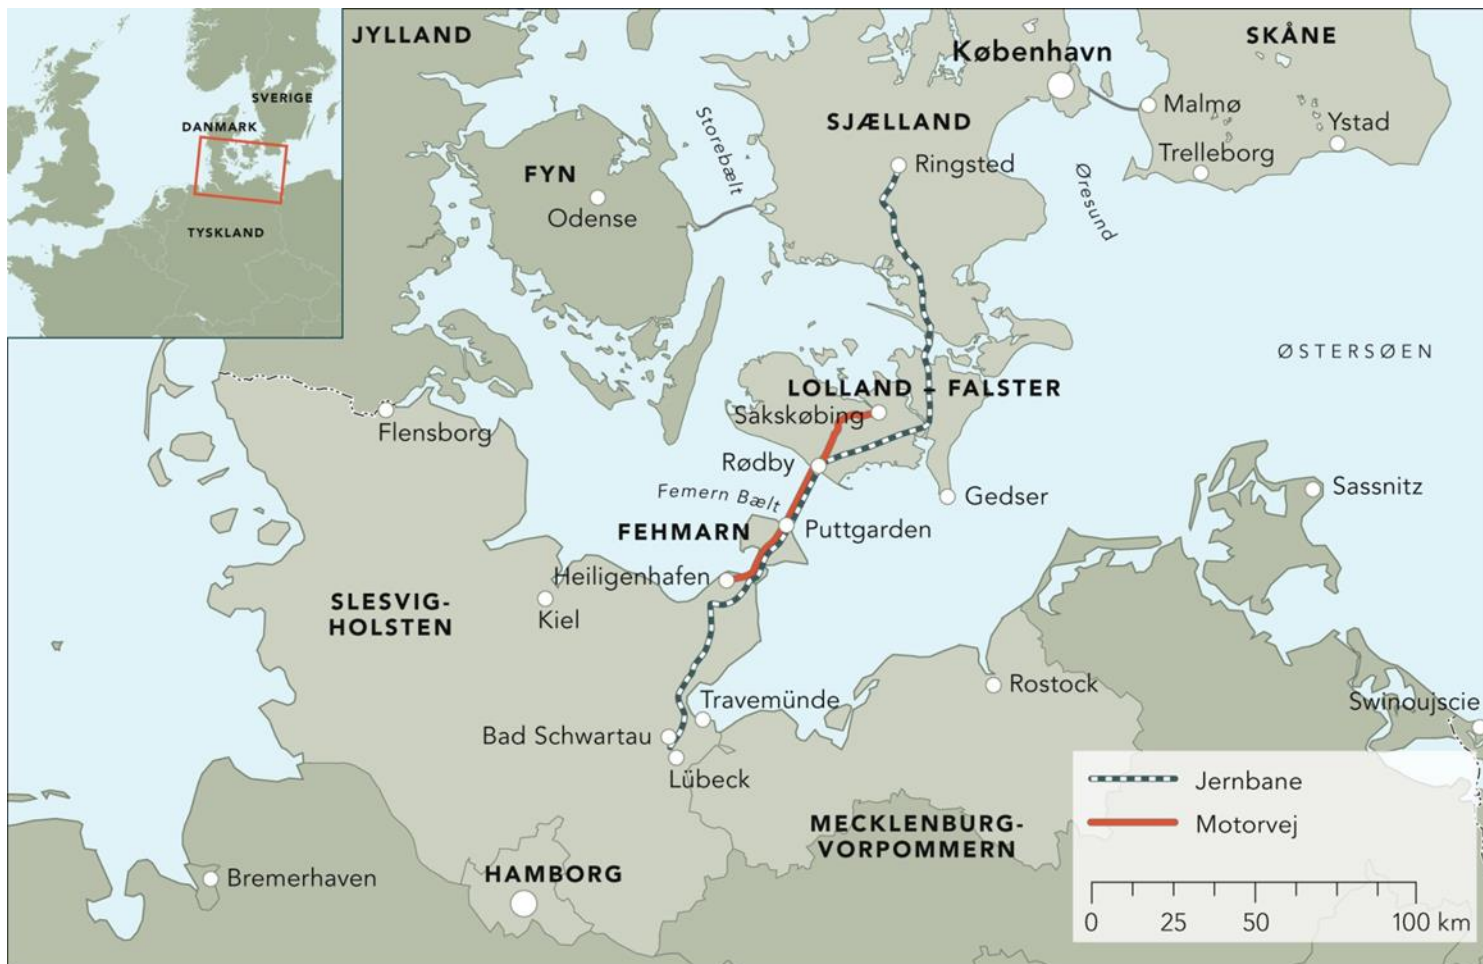 SVERIGE
DANMARK
TYSKLAND
JYLLAND
København
SKÅNE
Malmø
SJÆLLAND
Ystad
Storebælt
Trelleborg
FYN
Ringsted
Odense
Øresund
ØSTERSØEN
LOLLAND – FALSTER
Sakskøbing
Flensborg
Rødby
Femern Bælt
Gedser
Sassnitz
FEHMARN
Puttgarden
Heiligenhafen
SLESVIG-
HOLSTEN
Kiel
Rostock
Travemünde
Swinoujscie
Bad Schwartau
Lübeck
Jernbane
Motorvej
MECKLENBURG-
VORPOMMERN
HAMBORG
Bremerhaven
0 25 50 100 km